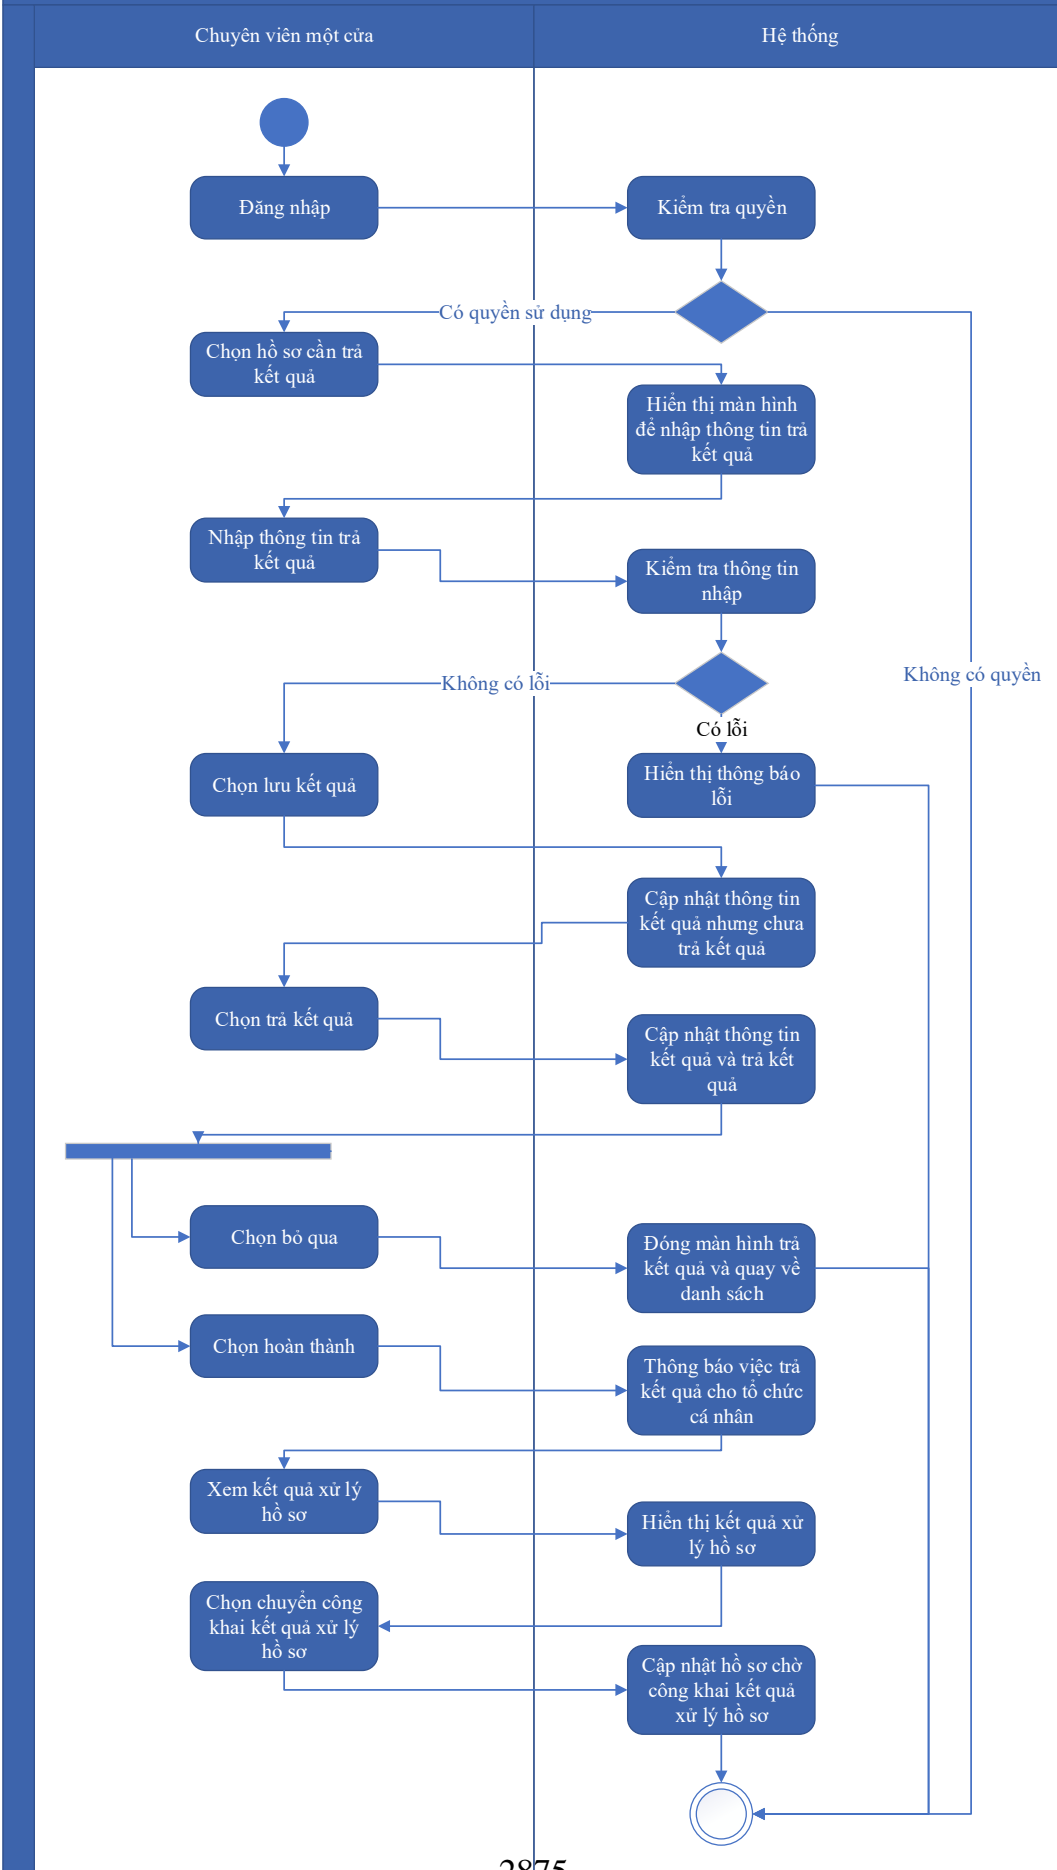 Chuyên viên một cửa
Hệ thống
Đăng nhập
Kiểm tra quyền
Có quyền sử dụng
Chọn hồ sơ cần trả
kết quả
Hiển thị màn hình
để nhập thông tin trả
kết quả
Nhập thông tin trả
kết quả
Kiểm tra thông tin
nhập
Không có quyền
Không có lỗi
Có lỗi
Chọn lưu kết quả
Hiển thị thông báo
lỗi
Cập nhật thông tin
kết quả nhưng chưa
trả kết quả
Chọn trả kết quả
Cập nhật thông tin
kết quả và trả kết
quả
Chọn bỏ qua
Đóng màn hình trả
kết quả và quay về
danh sách
Chọn hoàn thành
Thông báo việc trả
kết quả cho tổ chức
cá nhân
Xem kết quả xử lý
hồ sơ
Hiển thị kết quả xử
lý hồ sơ
Chọn chuyển công
khai kết quả xử lý
hồ sơ
Cập nhật hồ sơ chờ
công khai kết quả
xử lý hồ sơ
2875